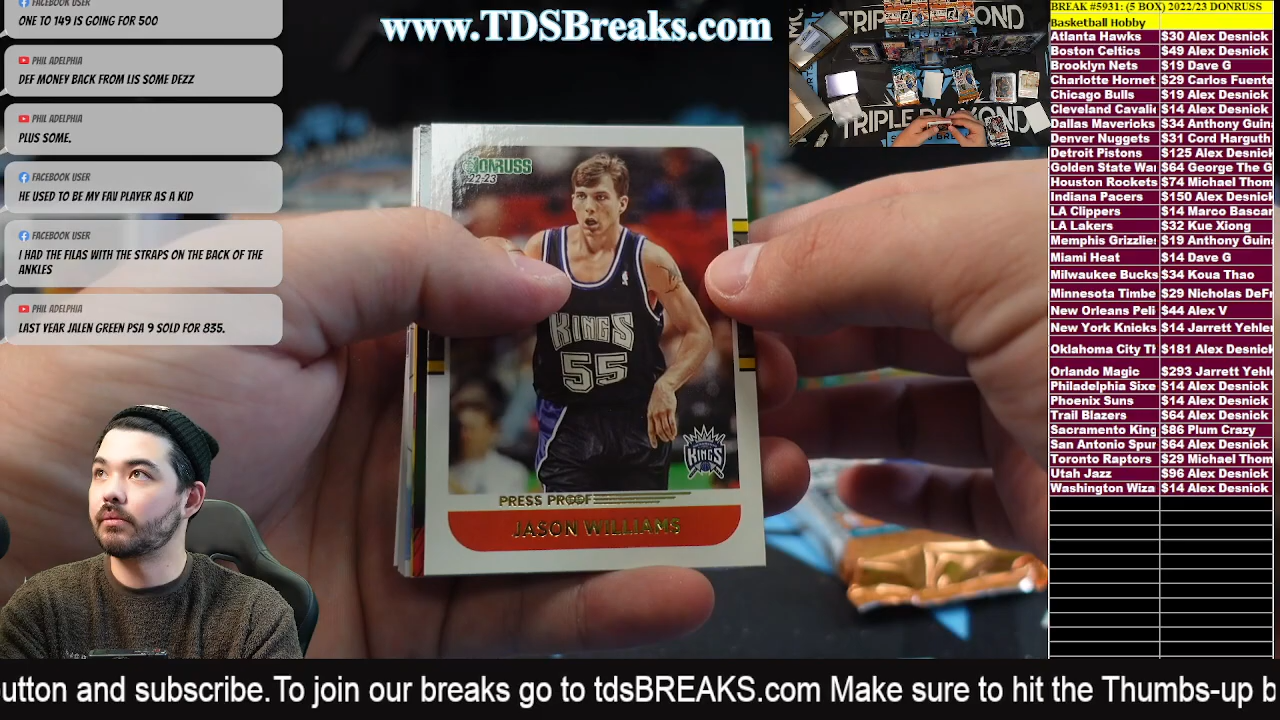 FACEBOOK USER
ONE TO 149 IS GOING FOR 500
PHIL ADELPHIA
DEF MONEY BACK FROM LIS SOME DEZZ
PHIL ADELPHIA
PLUS SOME.
FACEBOOK USER
HE USED TO BE MY FAV PLAYER AS A KID
FACEBOOK USER
I HAD THE FILAS WITH THE STRAPS ON THE BACK OF THE
ANKLES
PHIL ADELPHIA
LAST YEAR JALEN GREEN PSA 9 SOLD FOR 835.
www.TDSBreaks.com
DONRUSS
22-23
KINGS
55
KINGS
PRESS PROOF
JASON WILLIAMS
TRIPLE DIAMOND
BREAK #5931: (5 BOX) 2022/23 DONRUSS
Basketball Hobby
Atlanta Hawks $30 Alex Desnick
Boston Celtics $49 Alex Desnick
Brooklyn Nets $19 Dave G
Charlotte Hornet $29 Carlos Fuente
Chicago Bulls $19 Alex Desnick
Cleveland Cavali $14 Alex Desnick
Dallas Mavericks $34 Anthony Guin
Denver Nuggets $31 Cord Harguth
Detroit Pistons $125 Alex Desnick
Golden State Wa $64 George The G
Houston Rockets $74 Michael Thom
Indiana Pacers $150 Alex Desnick
LA Clippers $14 Marco Bascar
LA Lakers $32 Kue Xiong
Memphis Grizzlie $19 Anthony Guin
Miami Heat $14 Dave G
Milwaukee Bucks $34 Koua Thao
Minnesota Timbe $29 Nicholas DeFr
New Orleans Peli $44 Alex V
New York Knicks $14 Jarrett Yehle
Oklahoma City Th $181 Alex Desnick
Orlando Magic $293 Jarrett Yehl
Philadelphia Sixe $14 Alex Desnick
Phoenix Suns $14 Alex Desnick
Trail Blazers $64 Alex Desnick
Sacramento King $86 Plum Crazy
San Antonio Spur $64 Alex Desnick
Toronto Raptors $29 Michael Thom
Utah Jazz $96 Alex Desnick
Washington Wiza $14 Alex Desnick
utton and subscribe.To join our breaks go to tdsBREAKS.com Make sure to hit the Thumbs-up b